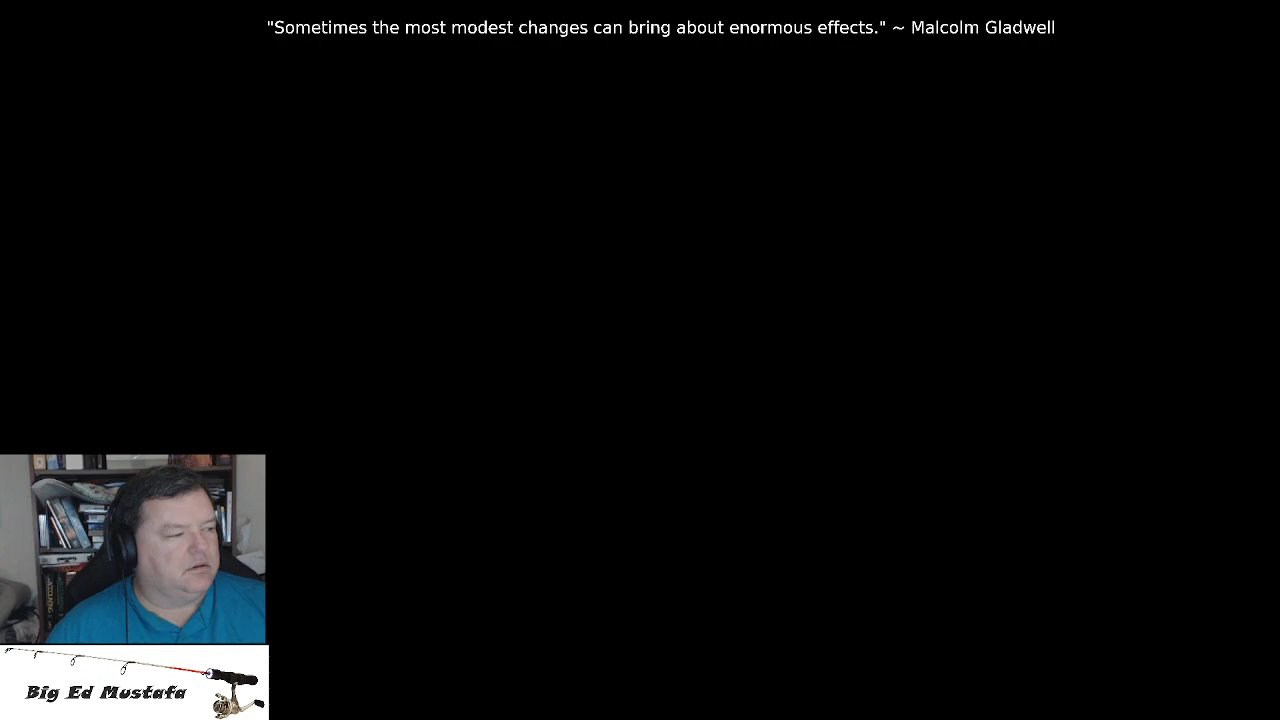 "Sometimes the most modest changes can bring about enormous effects." ~ Malcolm Gladwell
Big Ed Mustafa